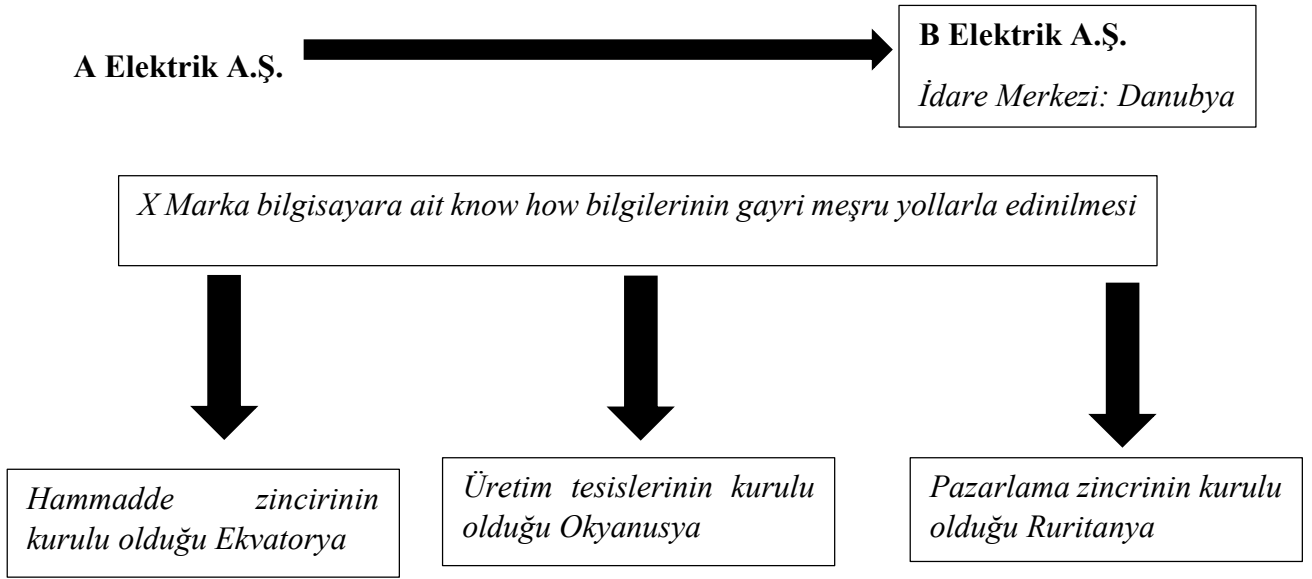 A Elektrik A.Ş.
B Elektrik A.Ş.
İdare Merkezi: Danubya
X Marka bilgisayara ait know how bilgilerinin gayri meşru yollarla edinilmesi
Hammadde zincirinin
kurulu olduğu Ekvatorya
Üretim tesislerinin kurulu
olduğu Okyanusya
Pazarlama zincrinin kurulu
olduğu Ruritanya